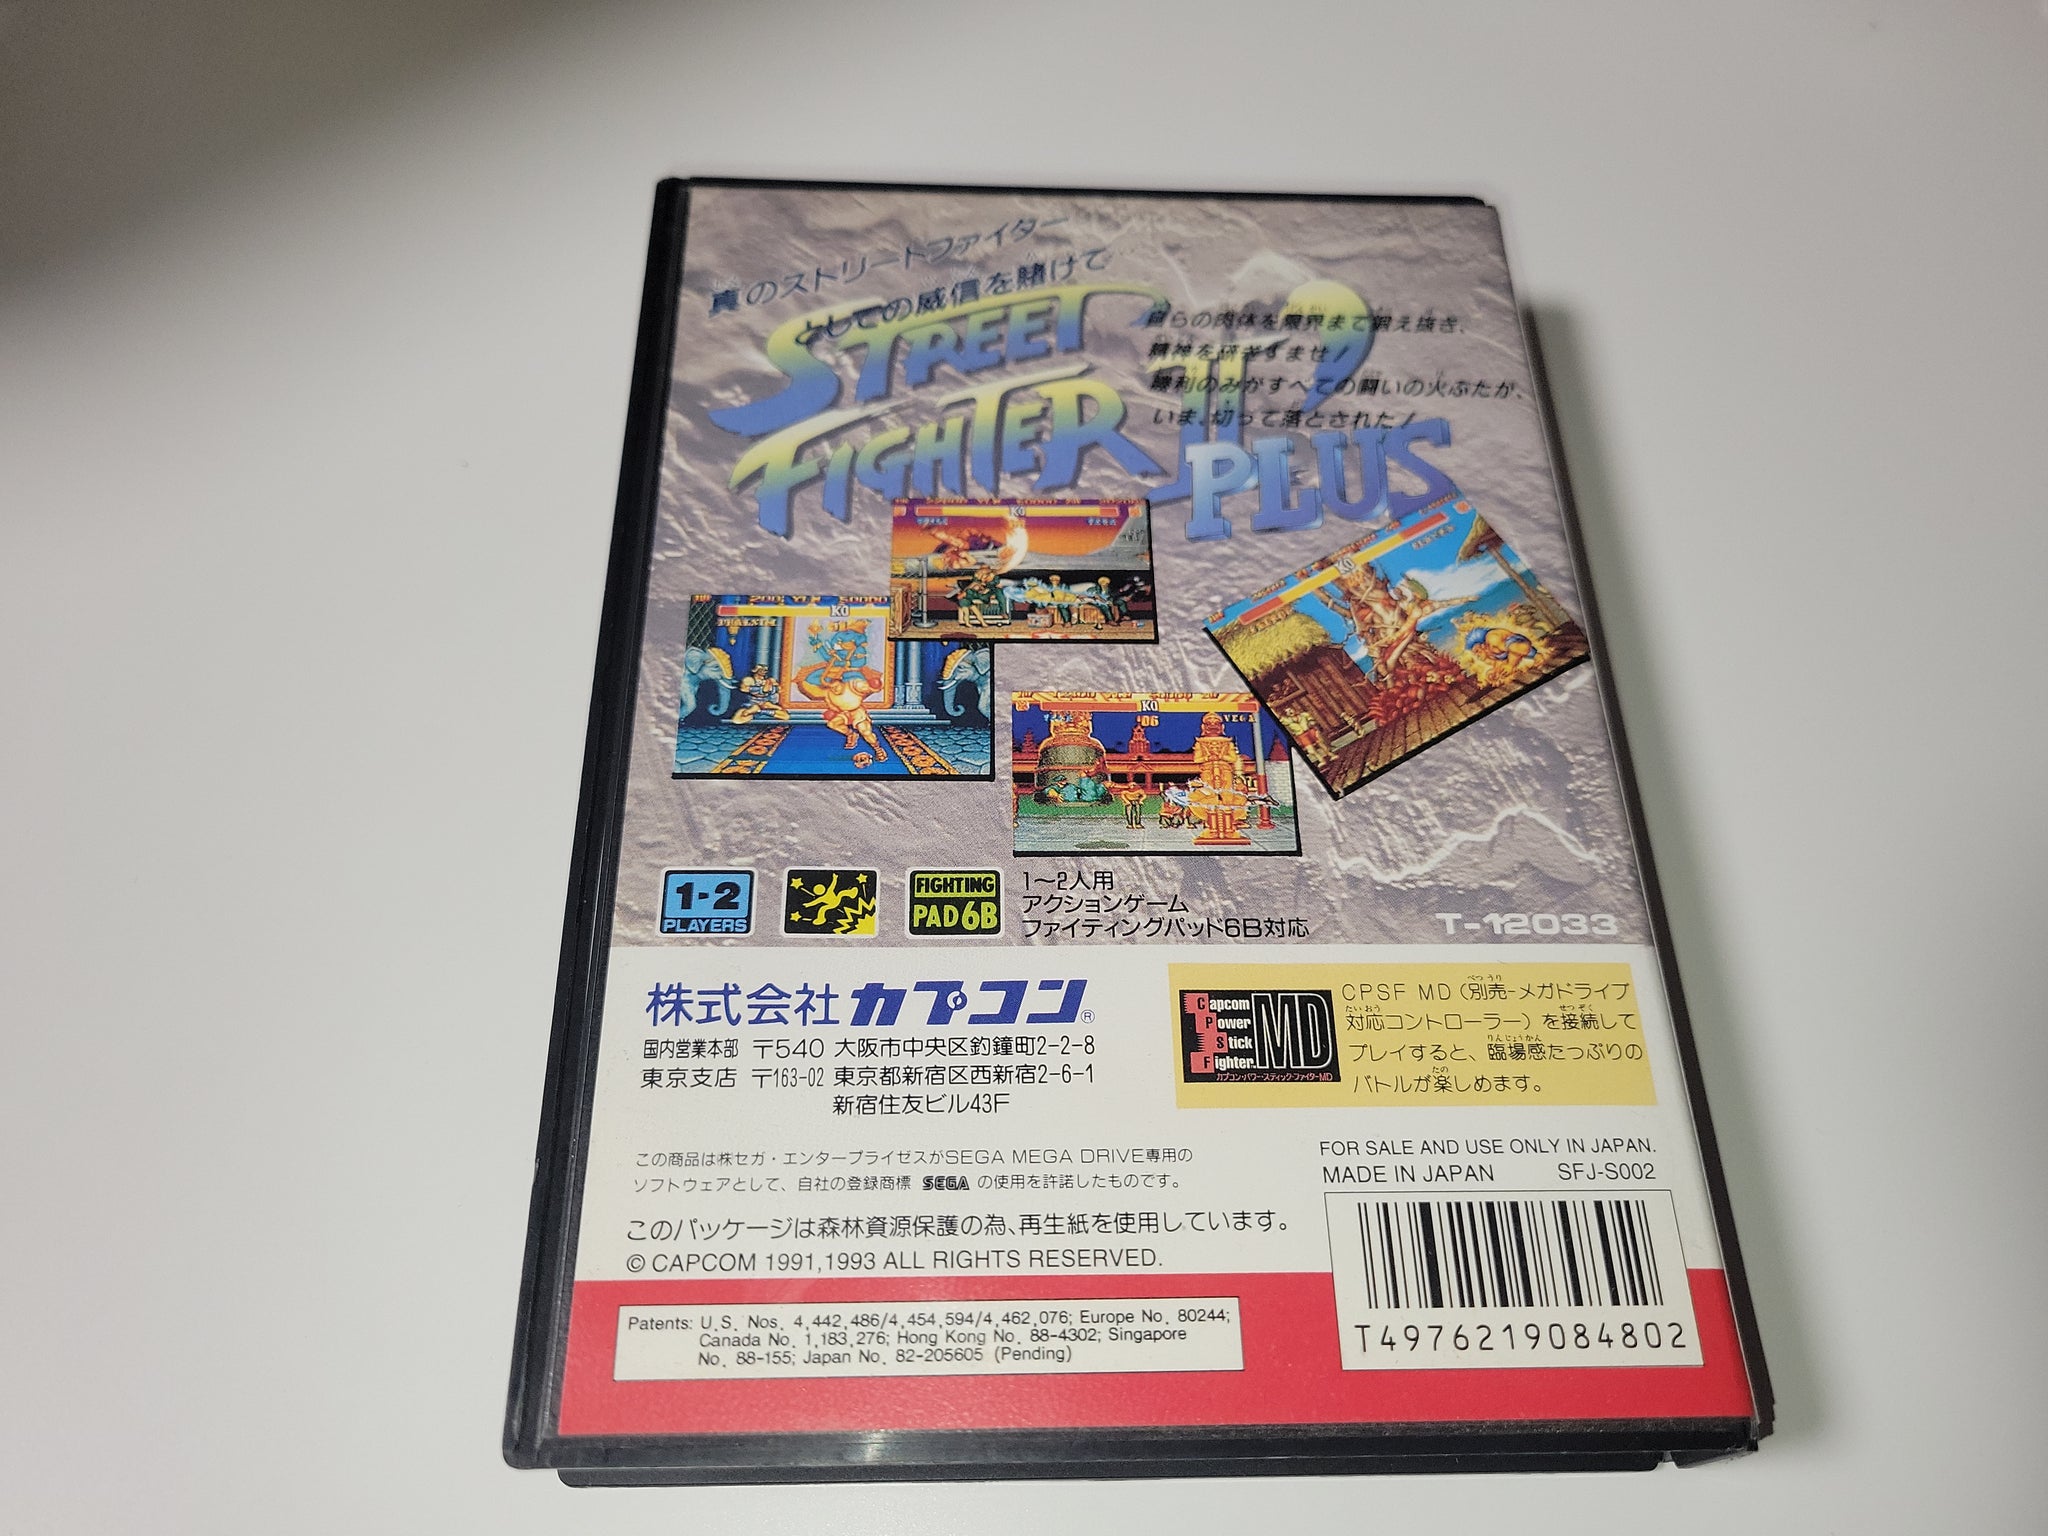 真のストリートファイター
としての威信を賭けて
STREET
FIGHTER II'
PLUS
自らの肉体を限界まで鍛え抜き、
精神を研ぎすませ!
勝利のみがすべての闘いの火ぶたが、
いま、切って落とされた!
KO
KO
DHALSIM
KO
KO
06
VEGA
1-2
PLAYERS
FIGHTING
PAD 6B
1〜2人用
アクションゲーム
ファイティングパッド6B対応
T-12033
株式会社カプコン®
国内営業本部 〒540 大阪市中央区釣鐘町2-2-8
東京支店 〒163-02 東京都新宿区西新宿2-6-1
新宿住友ビル43F
Capcom
Power
Stick
Fighter
MD
カプコン・パワー・スティック・ファイターMD
CPSF MD(別売-メガドライブ
対応コントローラー)を接続して
プレイすると、臨場感たっぷりの
バトルが楽しめます。
この商品は㈱セガ・エンタープライゼスがSEGA MEGA DRIVE専用の
ソフトウェアとして、自社の登録商標 SEGA の使用を許諾したものです。
このパッケージは森林資源保護の為、再生紙を使用しています。
© CAPCOM 1991,1993 ALL RIGHTS RESERVED.
FOR SALE AND USE ONLY IN JAPAN.
MADE IN JAPAN SFJ-S002
T4976219084802
Patents: U.S. Nos. 4,442,486/4,454,594/4,462,076; Europe No. 80244;
Canada No. 1,183,276; Hong Kong No. 88-4302; Singapore
No. 88-155; Japan No. 82-205605 (Pending)